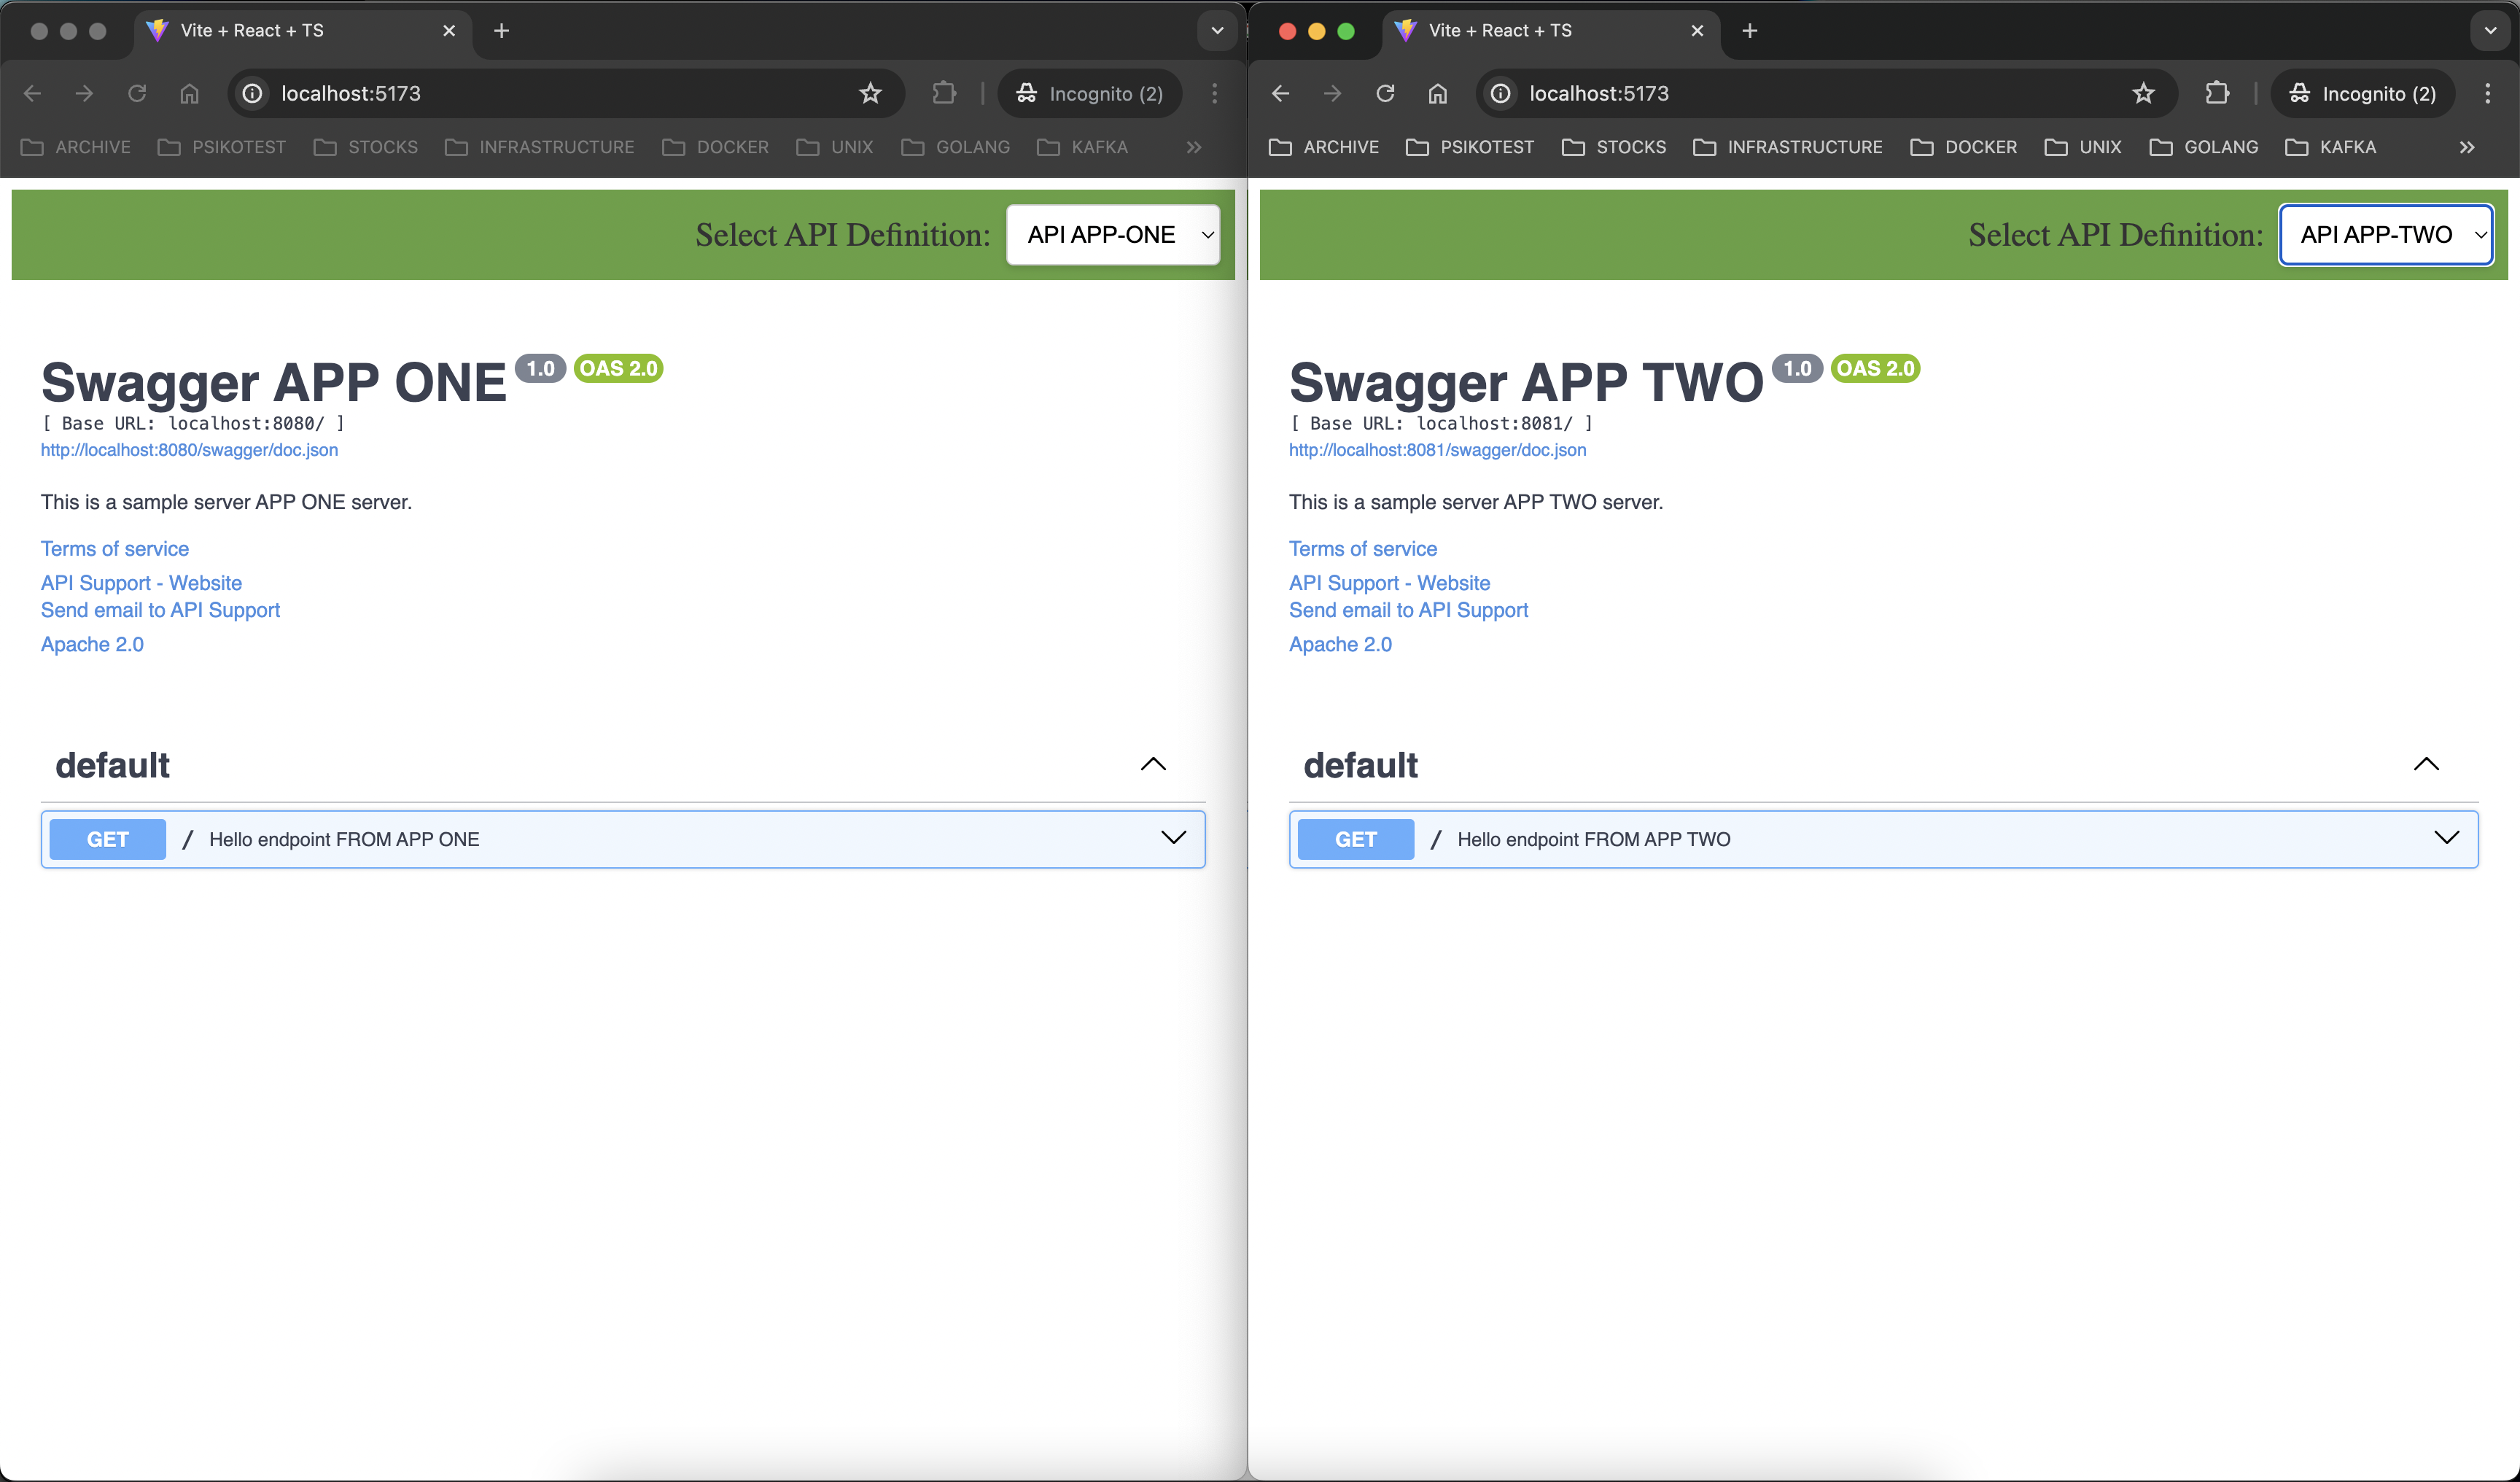 Vite + React + TS
localhost:5173
Incognito (2)
ARCHIVE PSIKOTEST STOCKS INFRASTRUCTURE DOCKER UNIX GOLANG KAFKA
Select API Definition: API APP-ONE
Swagger APP ONE 1.0 OAS 2.0
[ Base URL: localhost:8080/ ]
http://localhost:8080/swagger/doc.json
This is a sample server APP ONE server.
Terms of service
API Support - Website
Send email to API Support
Apache 2.0
default
GET / Hello endpoint FROM APP ONE
Vite + React + TS
localhost:5173
Incognito (2)
ARCHIVE PSIKOTEST STOCKS INFRASTRUCTURE DOCKER UNIX GOLANG KAFKA
Select API Definition: API APP-TWO
Swagger APP TWO 1.0 OAS 2.0
[ Base URL: localhost:8081/ ]
http://localhost:8081/swagger/doc.json
This is a sample server APP TWO server.
Terms of service
API Support - Website
Send email to API Support
Apache 2.0
default
GET / Hello endpoint FROM APP TWO